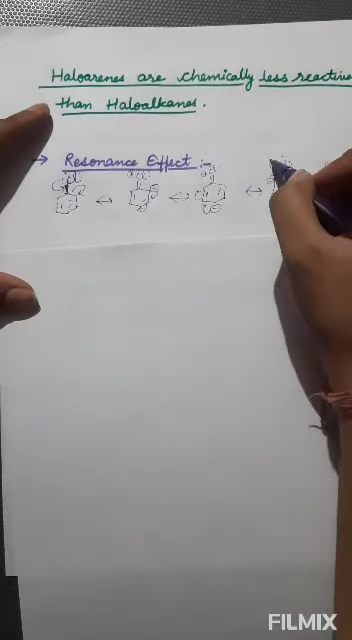 Haloarenes are chemically less reactive
than Haloalkanes.
→ Resonance Effect :-
FILMIX